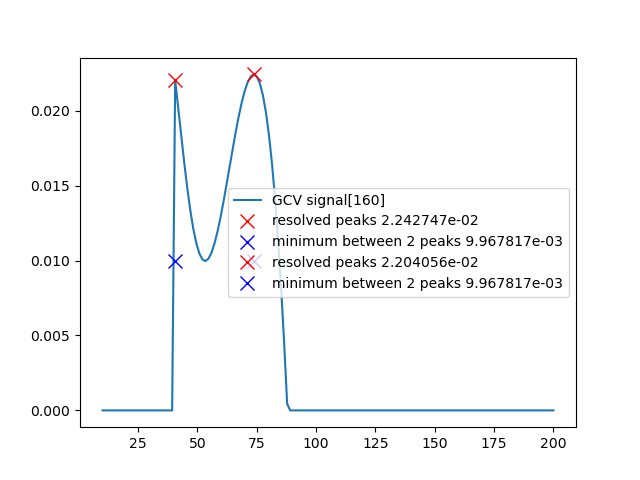 0.020
0.015
0.010
0.005
0.000
25
50
75
100
125
150
175
200
GCV signal[160]
resolved peaks 2.242747e-02
minimum between 2 peaks 9.967817e-03
resolved peaks 2.204056e-02
minimum between 2 peaks 9.967817e-03